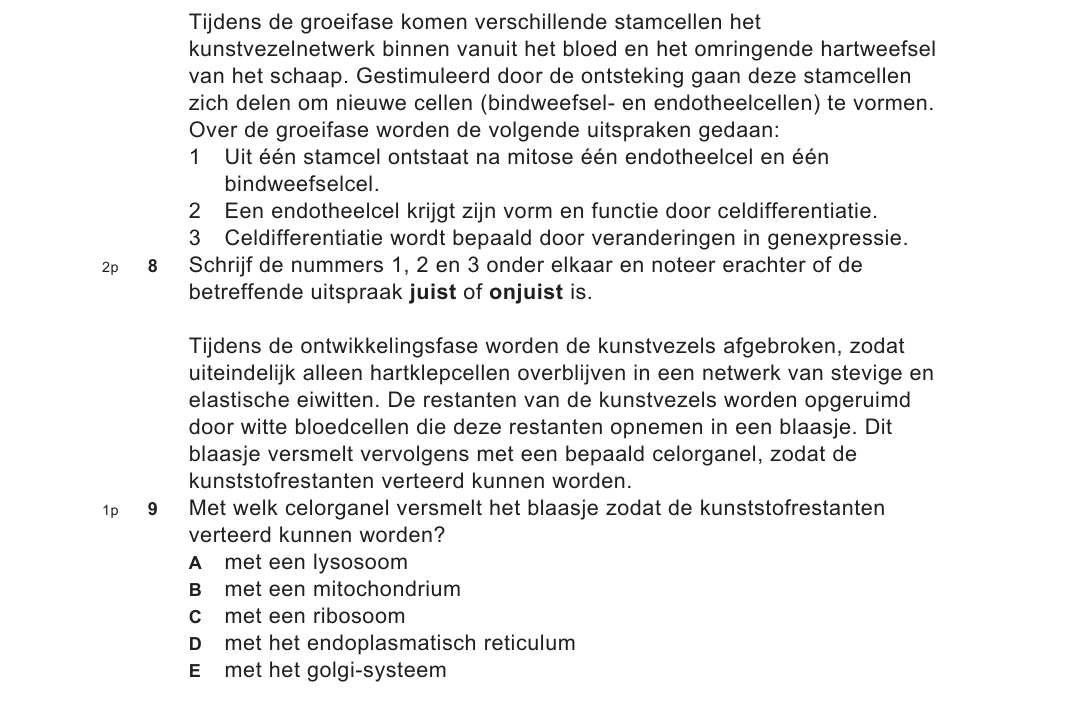 Tijdens de groeifase komen verschillende stamcellen het
kunstvezelnetwerk binnen vanuit het bloed en het omringende hartweefsel
van het schaap. Gestimuleerd door de ontsteking gaan deze stamcellen
zich delen om nieuwe cellen (bindweefsel- en endotheelcellen) te vormen.
Over de groeifase worden de volgende uitspraken gedaan:
1 Uit één stamcel ontstaat na mitose één endotheelcel en één
bindweefselcel.
2 Een endotheelcel krijgt zijn vorm en functie door celdifferentiatie.
3 Celdifferentiatie wordt bepaald door veranderingen in genexpressie.
2p 8 Schrijf de nummers 1, 2 en 3 onder elkaar en noteer erachter of de
betreffende uitspraak juist of onjuist is.
Tijdens de ontwikkelingsfase worden de kunstvezels afgebroken, zodat
uiteindelijk alleen hartklepcellen overblijven in een netwerk van stevige en
elastische eiwitten. De restanten van de kunstvezels worden opgeruimd
door witte bloedcellen die deze restanten opnemen in een blaasje. Dit
blaasje versmelt vervolgens met een bepaald celorganel, zodat de
kunststofrestanten verteerd kunnen worden.
1p 9 Met welk celorganel versmelt het blaasje zodat de kunststofrestanten
verteerd kunnen worden?
A met een lysosoom
B met een mitochondrium
C met een ribosoom
D met het endoplasmatisch reticulum
E met het golgi-systeem